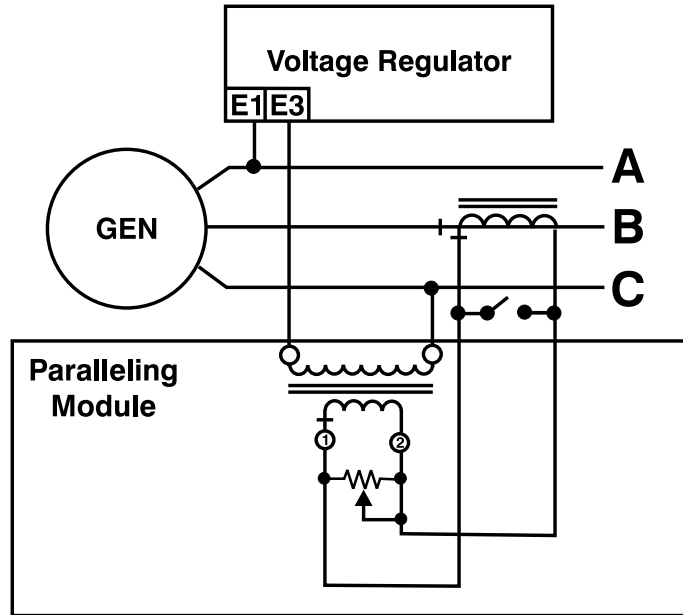 Voltage Regulator
E1 E3
A
GEN
B
C
Paralleling
Module
1 2